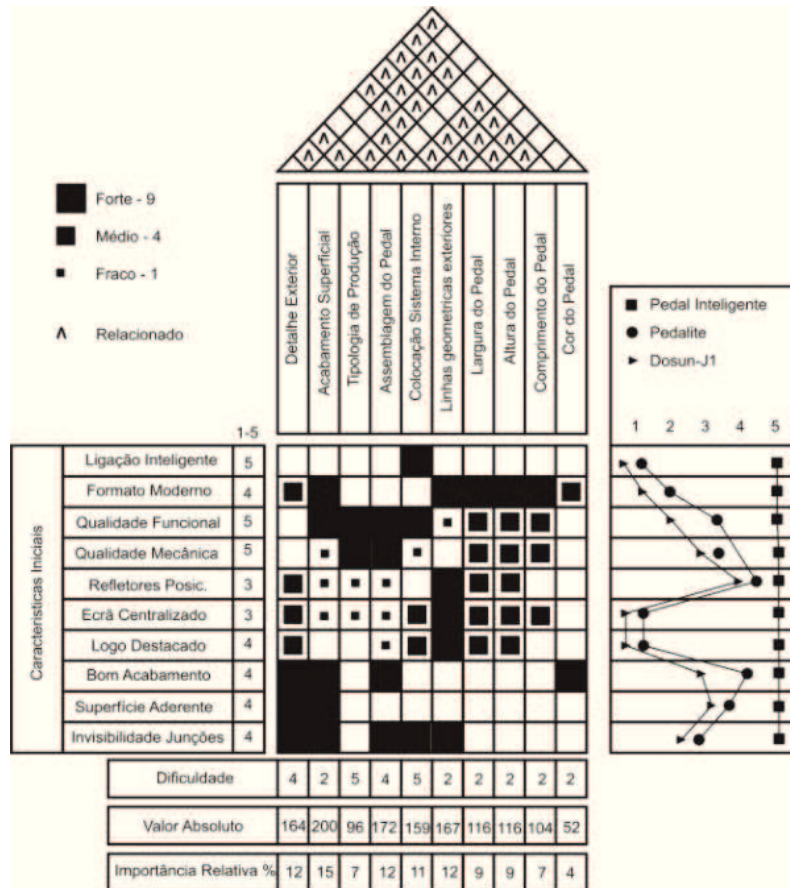 Forte - 9
Médio - 4
Fraco - 1
Λ Relacionado
Detalhe Exterior
Acabamento Superficial
Tipologia de Produção
Assemblagem do Pedal
Colocação Sistema Interno
Linhas geometricas exteriores
Largura do Pedal
Altura do Pedal
Comprimento do Pedal
Cor do Pedal
Pedal Inteligente
Pedalite
Dosun-J1
1 2 3 4 5
1-5
Características Iniciais
Ligação Inteligente 5
Formato Moderno 4
Qualidade Funcional 5
Qualidade Mecânica 5
Refletores Posic. 3
Ecrã Centralizado 3
Logo Destacado 4
Bom Acabamento 4
Superfície Aderente 4
Invisibilidade Junções 4
Dificuldade 4 2 5 4 5 2 2 2 2 2
Valor Absoluto 164 200 96 172 159 167 116 116 104 52
Importância Relativa % 12 15 7 12 11 12 9 9 7 4